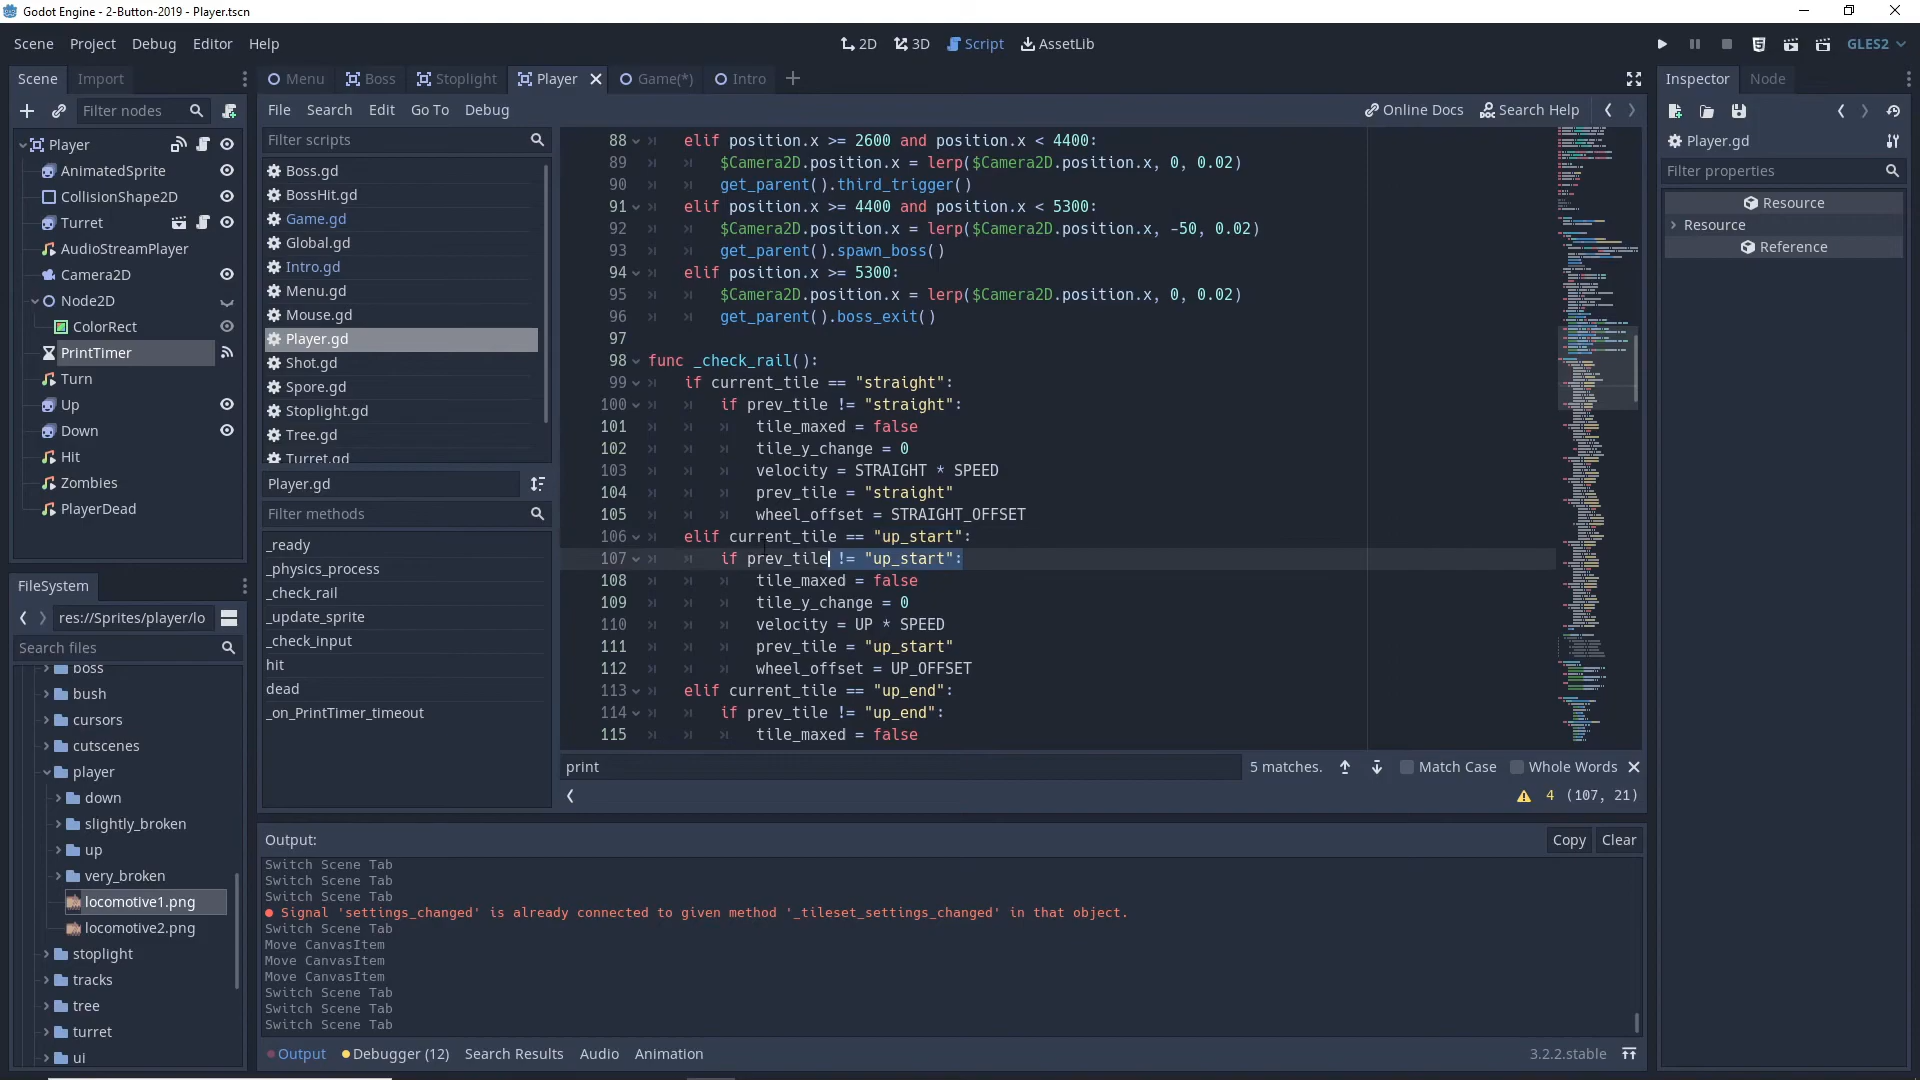 Godot Engine - 2-Button-2019 - Player.tscn
Scene Project Debug Editor Help
2D 3D Script AssetLib
GLES2
Scene Import
Filter nodes
Player
AnimatedSprite
CollisionShape2D
Turret
AudioStreamPlayer
Camera2D
Node2D
ColorRect
PrintTimer
Turn
Up
Down
Hit
Zombies
PlayerDead
FileSystem
res://Sprites/player/lo
Search files
boss
bush
cursors
cutscenes
player
down
slightly_broken
up
very_broken
locomotive1.png
locomotive2.png
stoplight
tracks
tree
turret
ui
Menu Boss Stoplight Player Game(*) Intro
File Search Edit Go To Debug
Online Docs Search Help
Filter scripts
Boss.gd
BossHit.gd
Game.gd
Global.gd
Intro.gd
Menu.gd
Mouse.gd
Player.gd
Shot.gd
Spore.gd
Stoplight.gd
Tree.gd
Turret.gd
Player.gd
Filter methods
_ready
_physics_process
_check_rail
_update_sprite
_check_input
hit
dead
_on_PrintTimer_timeout
88 elif position.x >= 2600 and position.x < 4400:
89 $Camera2D.position.x = lerp($Camera2D.position.x, 0, 0.02)
90 get_parent().third_trigger()
91 elif position.x >= 4400 and position.x < 5300:
92 $Camera2D.position.x = lerp($Camera2D.position.x, -50, 0.02)
93 get_parent().spawn_boss()
94 elif position.x >= 5300:
95 $Camera2D.position.x = lerp($Camera2D.position.x, 0, 0.02)
96 get_parent().boss_exit()
97
98 func _check_rail():
99 if current_tile == "straight":
100 if prev_tile != "straight":
101 tile_maxed = false
102 tile_y_change = 0
103 velocity = STRAIGHT * SPEED
104 prev_tile = "straight"
105 wheel_offset = STRAIGHT_OFFSET
106 elif current_tile == "up_start":
107 if prev_tile != "up_start":
108 tile_maxed = false
109 tile_y_change = 0
110 velocity = UP * SPEED
111 prev_tile = "up_start"
112 wheel_offset = UP_OFFSET
113 elif current_tile == "up_end":
114 if prev_tile != "up_end":
115 tile_maxed = false
print
5 matches. Match Case Whole Words
4 (107, 21)
Output:
Copy Clear
Switch Scene Tab
Switch Scene Tab
Switch Scene Tab
Signal 'settings_changed' is already connected to given method '_tileset_settings_changed' in that object.
Switch Scene Tab
Move CanvasItem
Move CanvasItem
Move CanvasItem
Switch Scene Tab
Switch Scene Tab
Switch Scene Tab
Output Debugger (12) Search Results Audio Animation
3.2.2.stable
Inspector Node
Player.gd
Filter properties
Resource
Resource
Reference